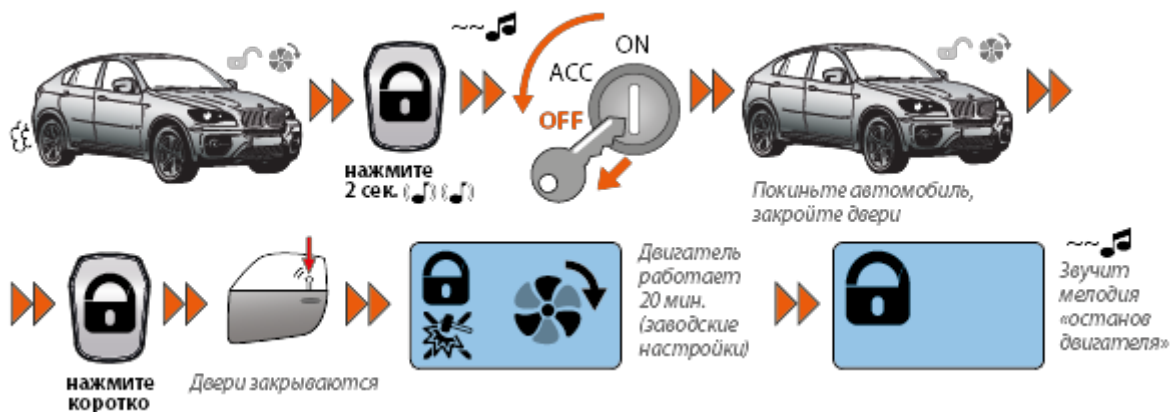 ON
ACC
OFF
нажмите
2 сек.
Покиньте автомобиль,
закройте двери
нажмите
коротко
Двери закрываются
Двигатель
работает
20 мин.
(заводские
настройки)
Звучит
мелодия
«останов
двигателя»